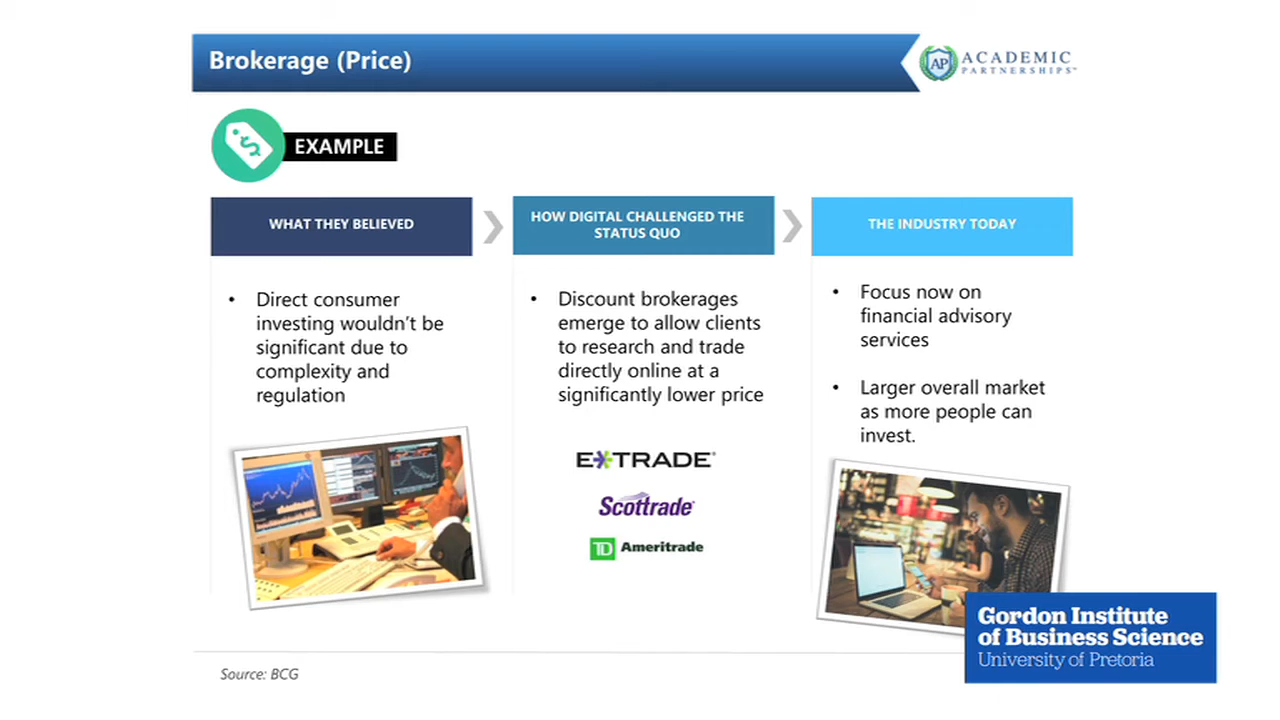 Brokerage (Price)
AP
ACADEMIC
PARTNERSHIPS™
EXAMPLE
WHAT THEY BELIEVED
• Direct consumer
investing wouldn't be
significant due to
complexity and
regulation
HOW DIGITAL CHALLENGED THE
STATUS QUO
• Discount brokerages
emerge to allow clients
to research and trade
directly online at a
significantly lower price
E*TRADE®
Scottrade®
TD Ameritrade
THE INDUSTRY TODAY
• Focus now on
financial advisory
services
• Larger overall market
as more people can
invest.
Gordon Institute
of Business Science
University of Pretoria
Source: BCG